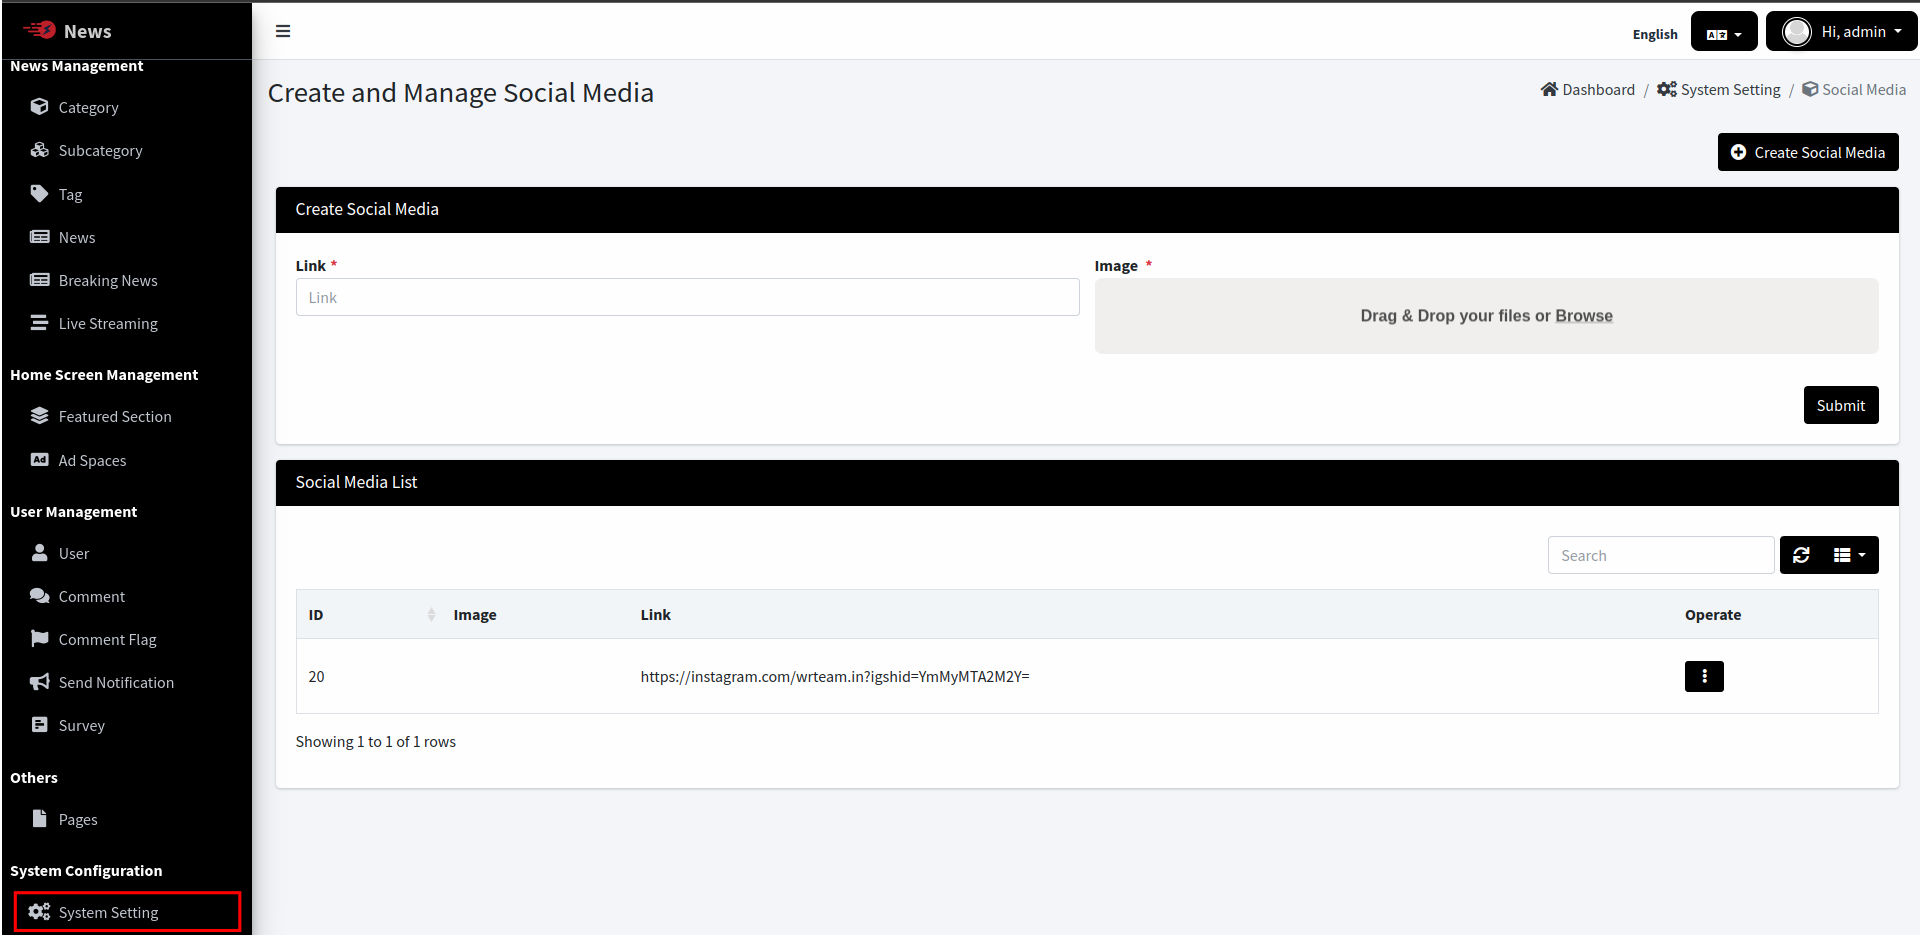 News
English
Hi, admin
News Management
Category
Subcategory
Tag
News
Breaking News
Live Streaming
Home Screen Management
Featured Section
Ad
Ad Spaces
User Management
User
Comment
Comment Flag
Send Notification
Survey
Others
Pages
System Configuration
System Setting
Create and Manage Social Media
Dashboard / System Setting / Social Media
Create Social Media
Create Social Media
Link *
Link
Image *
Drag & Drop your files or Browse
Submit
Social Media List
Search
ID Image Link Operate
20 https://instagram.com/wrteam.in?igshid=YmMyMTA2M2Y=
Showing 1 to 1 of 1 rows